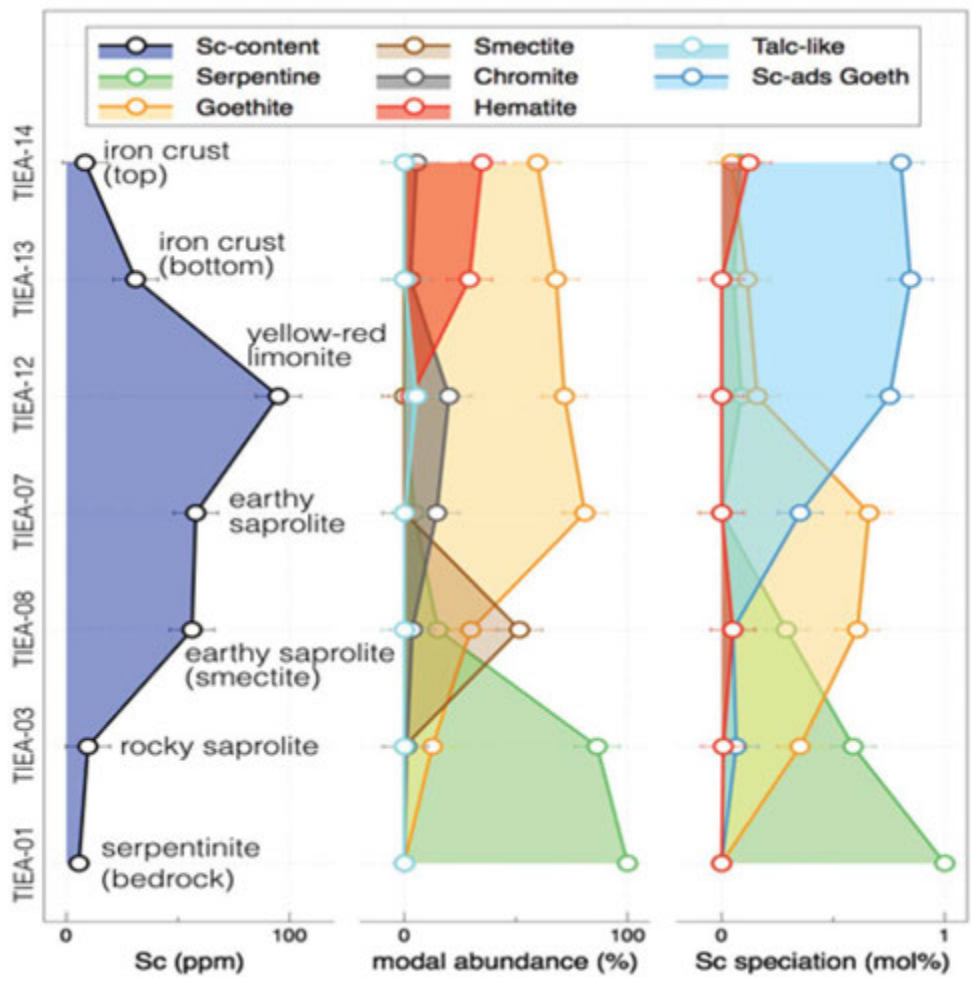 Sc-content
Smectite
Talc-like
Serpentine
Chromite
Sc-ads Goeth
Goethite
Hematite
TIEA-14
iron crust
(top)
TIEA-13
iron crust
(bottom)
TIEA-12
yellow-red
limonite
TIEA-07
earthy
saprolite
TIEA-08
earthy saprolite
(smectite)
TIEA-03
rocky saprolite
TIEA-01
serpentinite
(bedrock)
0 100
0 100
0 1
Sc (ppm)
modal abundance (%)
Sc speciation (mol%)